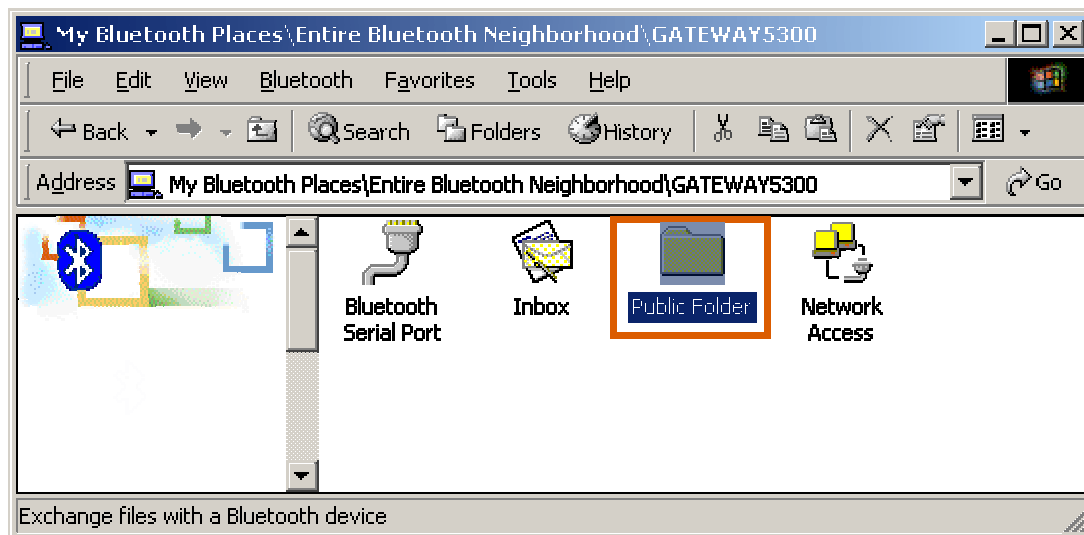 My Bluetooth Places\Entire Bluetooth Neighborhood\GATEWAY5300
File Edit View Bluetooth Favorites Tools Help
Back Search Folders History
Address My Bluetooth Places\Entire Bluetooth Neighborhood\GATEWAY5300 Go
Bluetooth Serial Port
Inbox
Public Folder
Network Access
Exchange files with a Bluetooth device